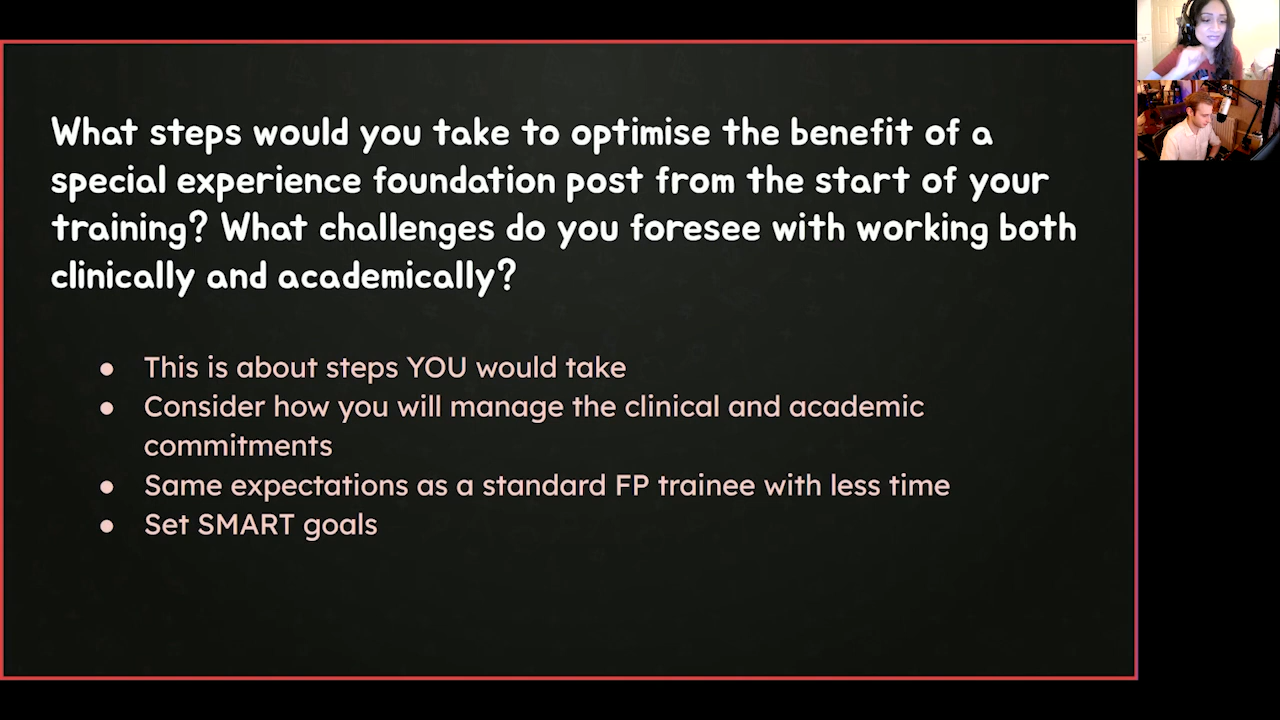 What steps would you take to optimise the benefit of a
special experience foundation post from the start of your
training? What challenges do you foresee with working both
clinically and academically?
● This is about steps YOU would take
● Consider how you will manage the clinical and academic
commitments
● Same expectations as a standard FP trainee with less time
● Set SMART goals